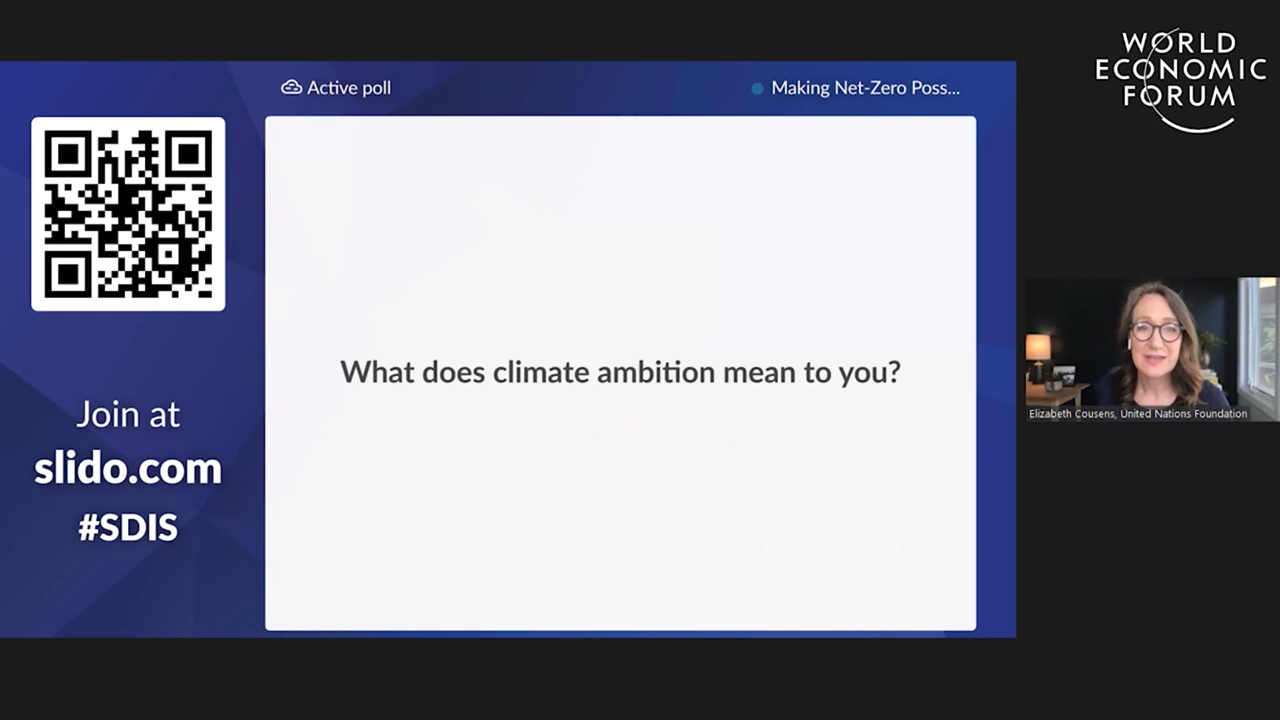 Active poll
Making Net-Zero Poss...
What does climate ambition mean to you?
Join at
slido.com
#SDIS
WORLD
ECONOMIC
FORUM
Elizabeth Cousens, United Nations Foundation